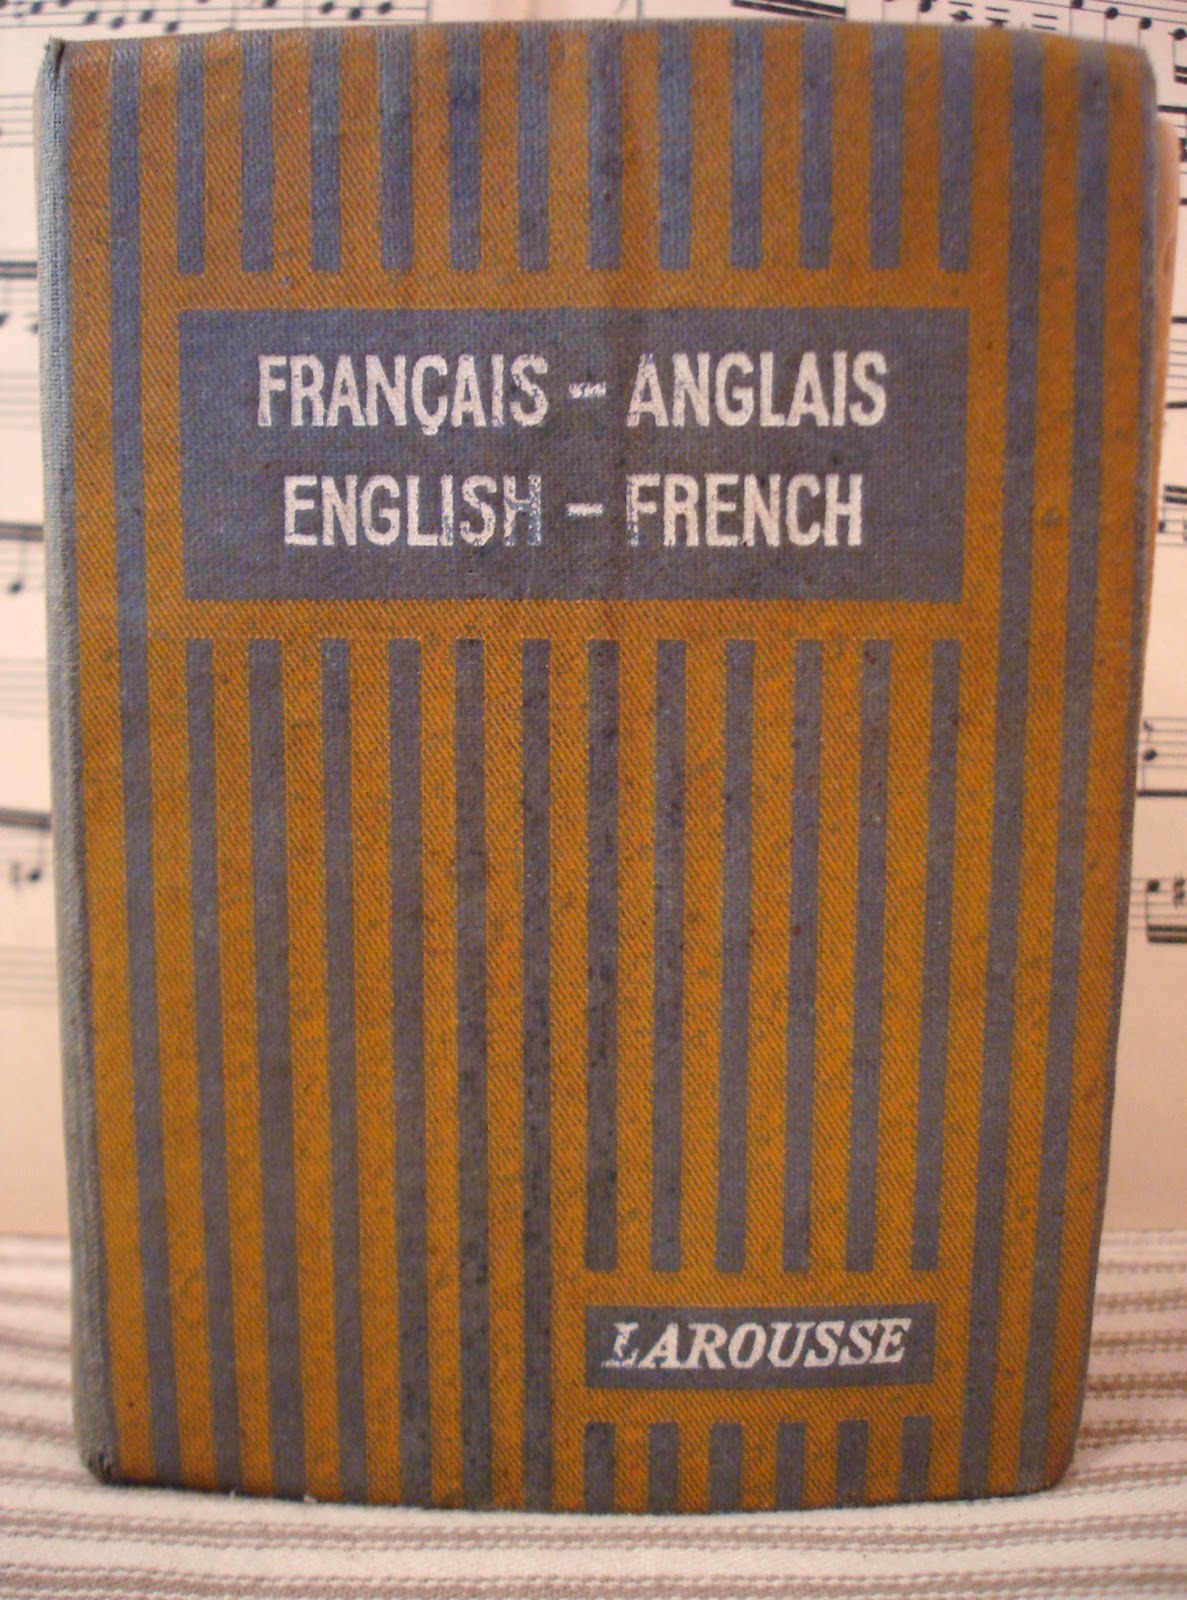 FRANÇAIS - ANGLAIS
ENGLISH - FRENCH
LAROUSSE